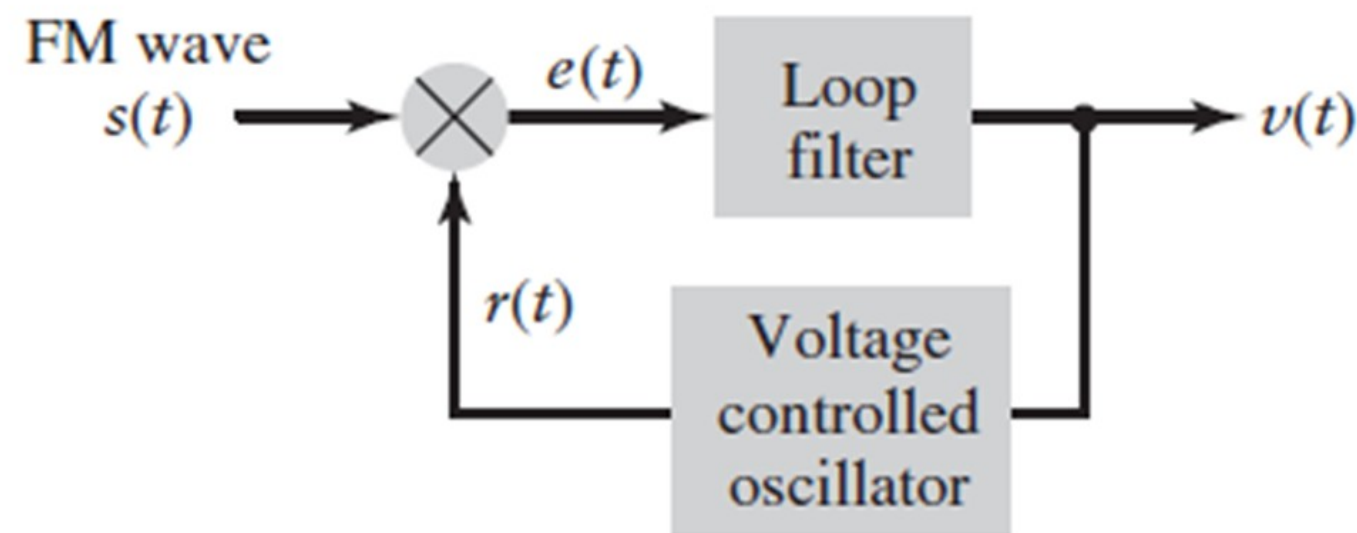 FM wave
s(t)
e(t)
Loop
filter
v(t)
r(t)
Voltage
controlled
oscillator